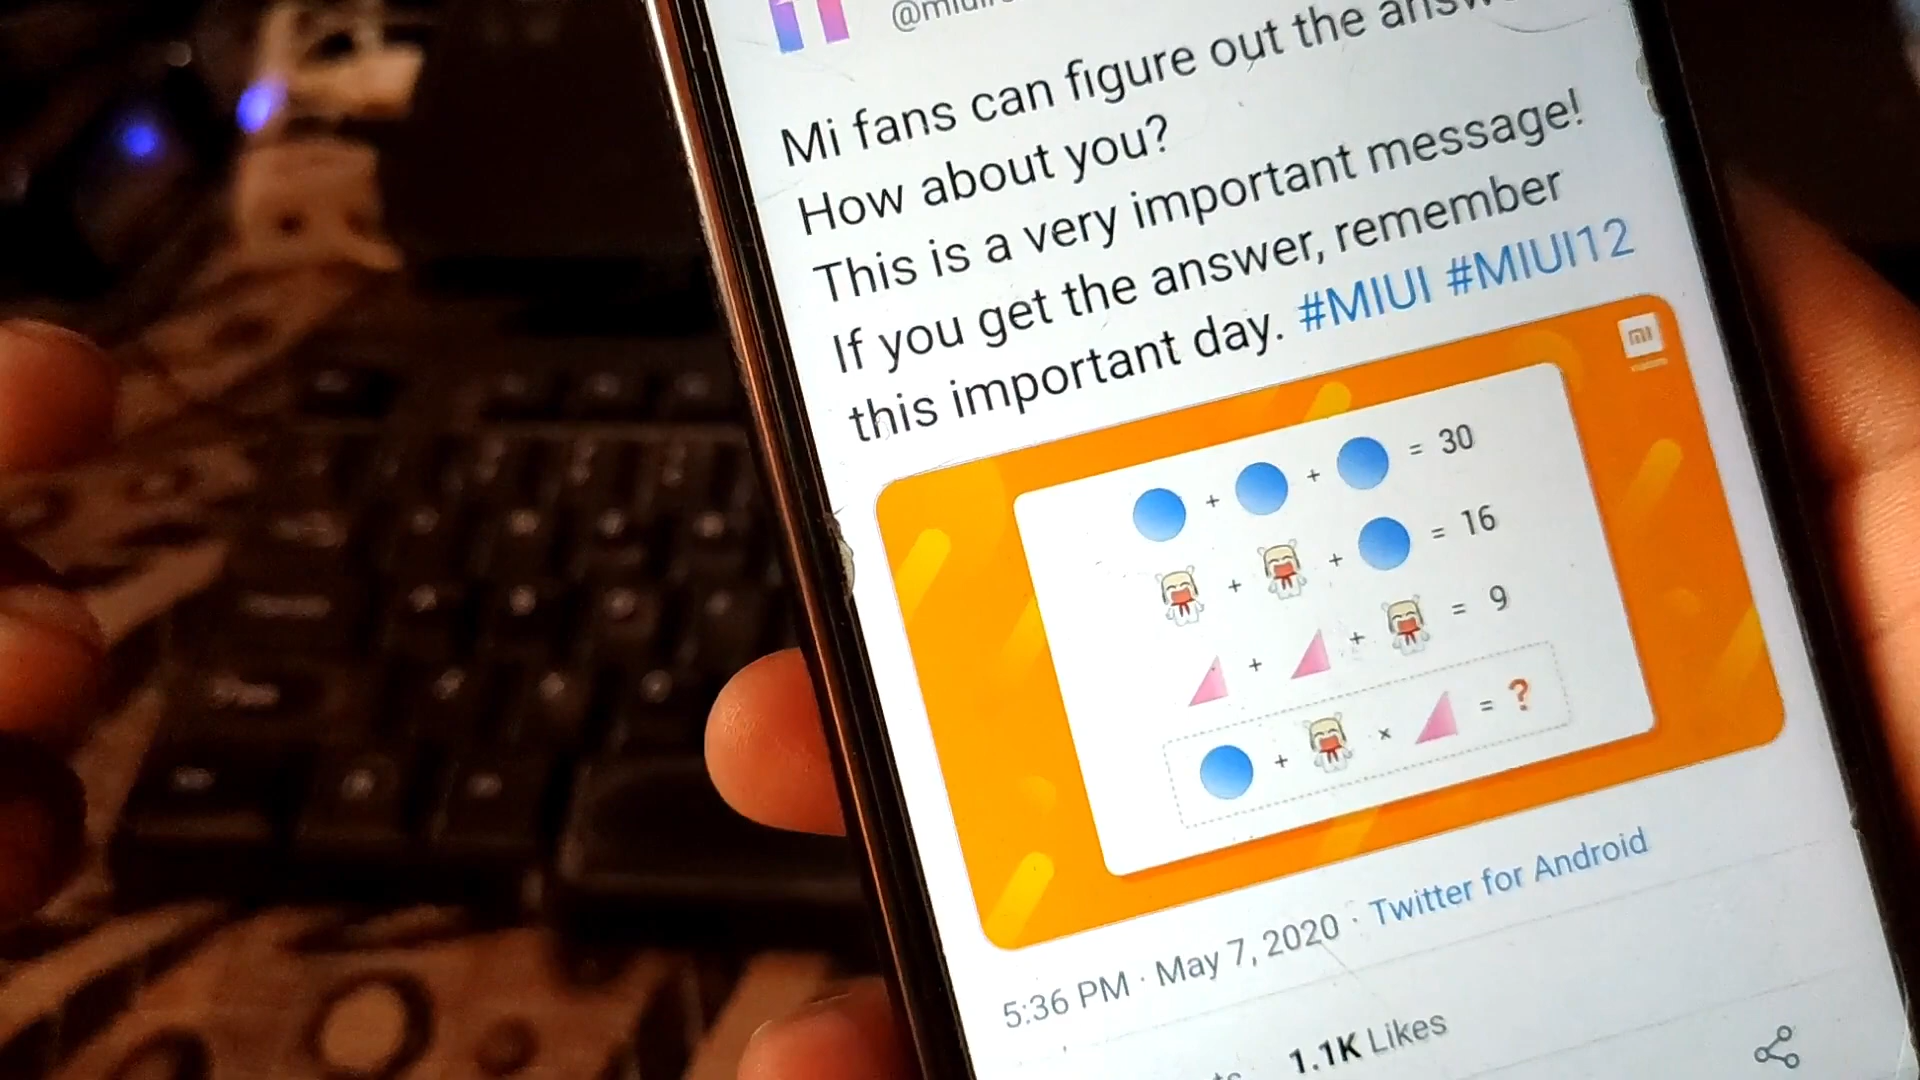 Mi fans can figure out the
How about you?
This is a very important message!
If you get the answer, remember
this important day. #MIUI #MIUI12
mi
+ + = 30
+ + = 16
+ + = 9
+ × = ?
5:36 PM · May 7, 2020 · Twitter for Android
1.1K Likes